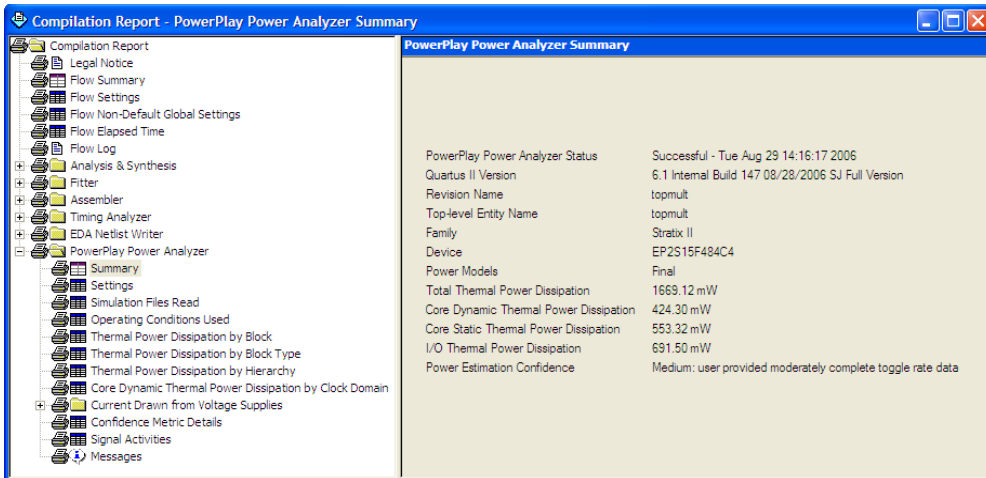 Compilation Report - PowerPlay Power Analyzer Summary
Compilation Report
Legal Notice
Flow Summary
Flow Settings
Flow Non-Default Global Settings
Flow Elapsed Time
Flow Log
Analysis & Synthesis
Fitter
Assembler
Timing Analyzer
EDA Netlist Writer
PowerPlay Power Analyzer
Summary
Settings
Simulation Files Read
Operating Conditions Used
Thermal Power Dissipation by Block
Thermal Power Dissipation by Block Type
Thermal Power Dissipation by Hierarchy
Core Dynamic Thermal Power Dissipation by Clock Domain
Current Drawn from Voltage Supplies
Confidence Metric Details
Signal Activities
Messages
PowerPlay Power Analyzer Summary
PowerPlay Power Analyzer Status Successful - Tue Aug 29 14:16:17 2006
Quartus II Version 6.1 Internal Build 147 08/28/2006 SJ Full Version
Revision Name topmult
Top-level Entity Name topmult
Family Stratix II
Device EP2S15F484C4
Power Models Final
Total Thermal Power Dissipation 1669.12 mW
Core Dynamic Thermal Power Dissipation 424.30 mW
Core Static Thermal Power Dissipation 553.32 mW
I/O Thermal Power Dissipation 691.50 mW
Power Estimation Confidence Medium: user provided moderately complete toggle rate data